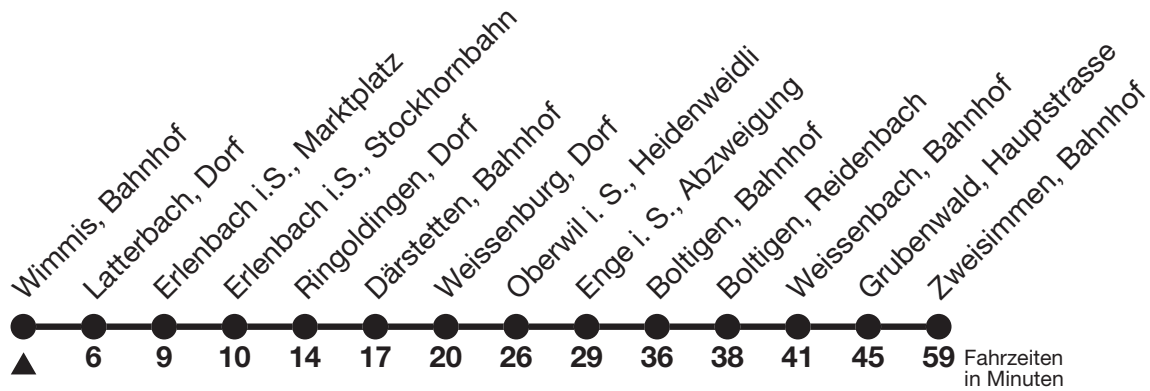 Wimmis, Bahnhof
Latterbach, Dorf
Erlenbach i.S., Marktplatz
Erlenbach i.S., Stockhornbahn
Ringoldingen, Dorf
Därstetten, Bahnhof
Weissenburg, Dorf
Oberwil i. S., Heidenweidli
Enge i. S., Abzweigung
Boltigen, Bahnhof
Boltigen, Reidenbach
Weissenbach, Bahnhof
Grubenwald, Hauptstrasse
Zweisimmen, Bahnhof
6 9 10 14 17 20 26 29 36 38 41 45 59 Fahrzeiten
in Minuten